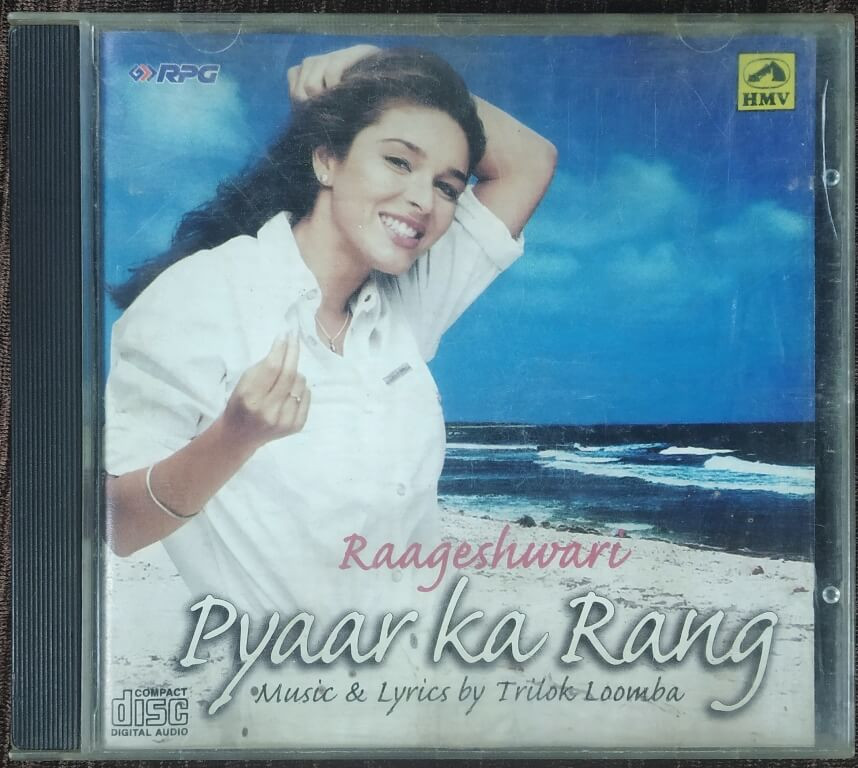 RPG
HMV
Raageshwari
Pyaar ka Rang
Music & Lyrics by Trilok Loomba
COMPACT
disc
DIGITAL AUDIO